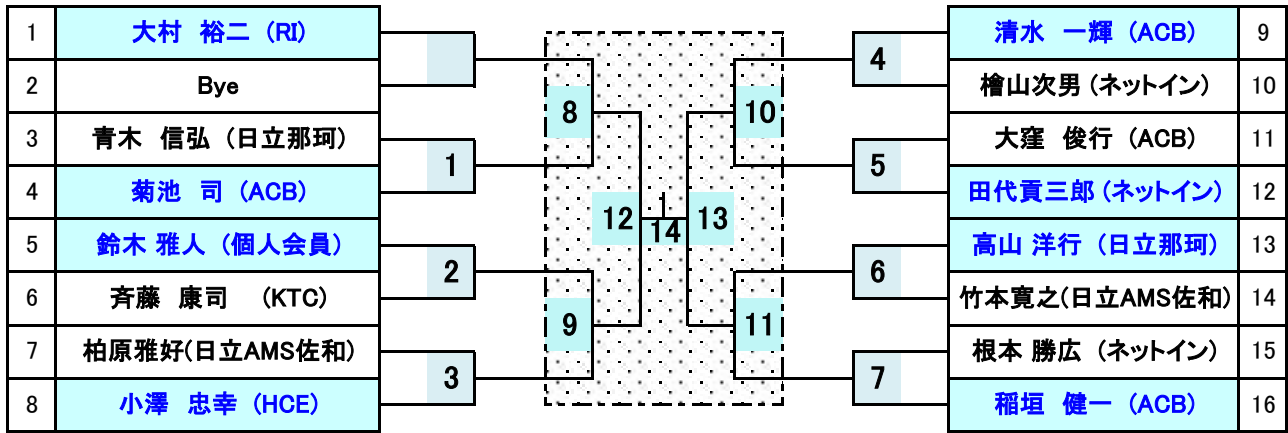 1 大村 裕二 (RI)
2 Bye
3 青木 信弘 (日立那珂)
4 菊池 司 (ACB)
5 鈴木 雅人 (個人会員)
6 斉藤 康司 (KTC)
7 柏原雅好(日立AMS佐和)
8 小澤 忠幸 (HCE)
1
2
3
8
9
12
14
13
10
11
4
5
6
7
清水 一輝 (ACB) 9
檜山次男 (ネットイン) 10
大窪 俊行 (ACB) 11
田代貢三郎 (ネットイン) 12
高山 洋行 (日立那珂) 13
竹本寛之(日立AMS佐和) 14
根本 勝広 (ネットイン) 15
稲垣 健一 (ACB) 16